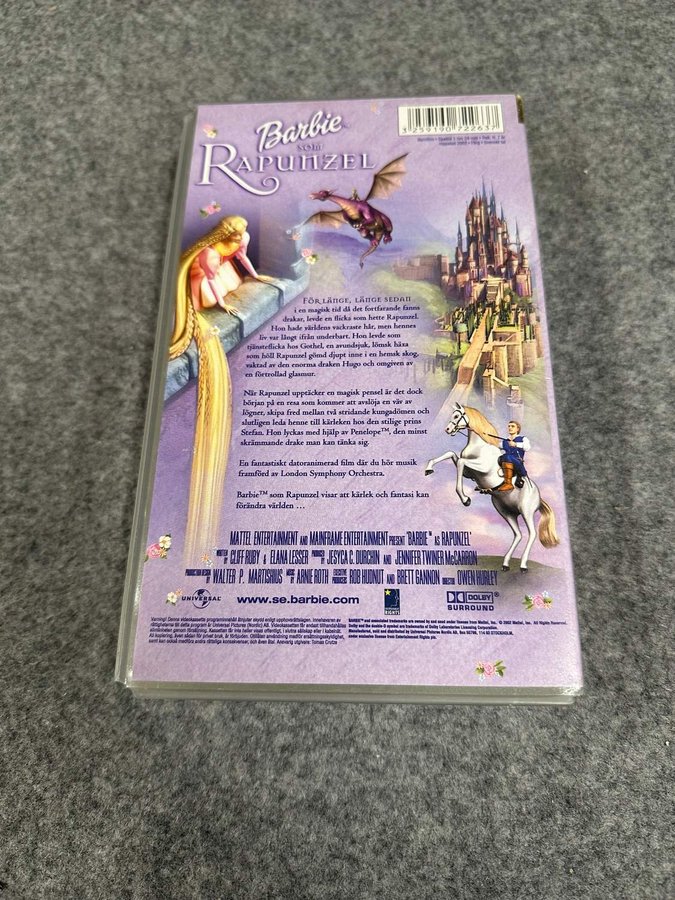 3 259190 72263
Barbie™
SOM
RAPUNZEL
FÖR LÄNGE, LÄNGE SEDAN
i en magisk tid då det fortfarande fanns
drakar, levde en flicka som hette Rapunzel.
Hon hade världens vackraste hår, men hennes
liv var långt ifrån underbart. Hon levde som
tjänsteflicka hos Gothel, en avundsjuk, lömsk häxa
som höll Rapunzel gömd djupt inne i en hemsk skog,
vaktad av den enorma draken Hugo och omgiven av
en förtrollad glasmur.
När Rapunzel upptäcker en magisk pensel är det dock
början på en resa som kommer att avslöja en väv av
lögner, skipa fred mellan två stridande kungadömen och
slutligen leda henne till kärleken hos den stilige prins
Stefan. Hon lyckas med hjälp av Penelope™, den minst
skrämmande drake man kan tänka sig.
En fantastiskt datoranimerad film där du hör musik
framförd av London Symphony Orchestra.
Barbie™ som Rapunzel visar att kärlek och fantasi kan
förändra världen …
MATTEL ENTERTAINMENT AND MAINFRAME ENTERTAINMENT PRESENT "BARBIE™ AS RAPUNZEL"
WRITTEN BY CLIFF RUBY & ELANA LESSER PRODUCED BY JESYCA C. DURCHIN AND JENNIFER TWINER McCARRON
PRODUCTION DESIGN BY WALTER P. MARTISHIUS MUSIC BY ARNIE ROTH EXECUTIVE PRODUCERS ROB HUDNUT AND BRETT GANNON DIRECTOR OWEN HURLEY
UNIVERSAL
www.se.barbie.com
ENTERTAINMENT RIGHTS
DOLBY SURROUND